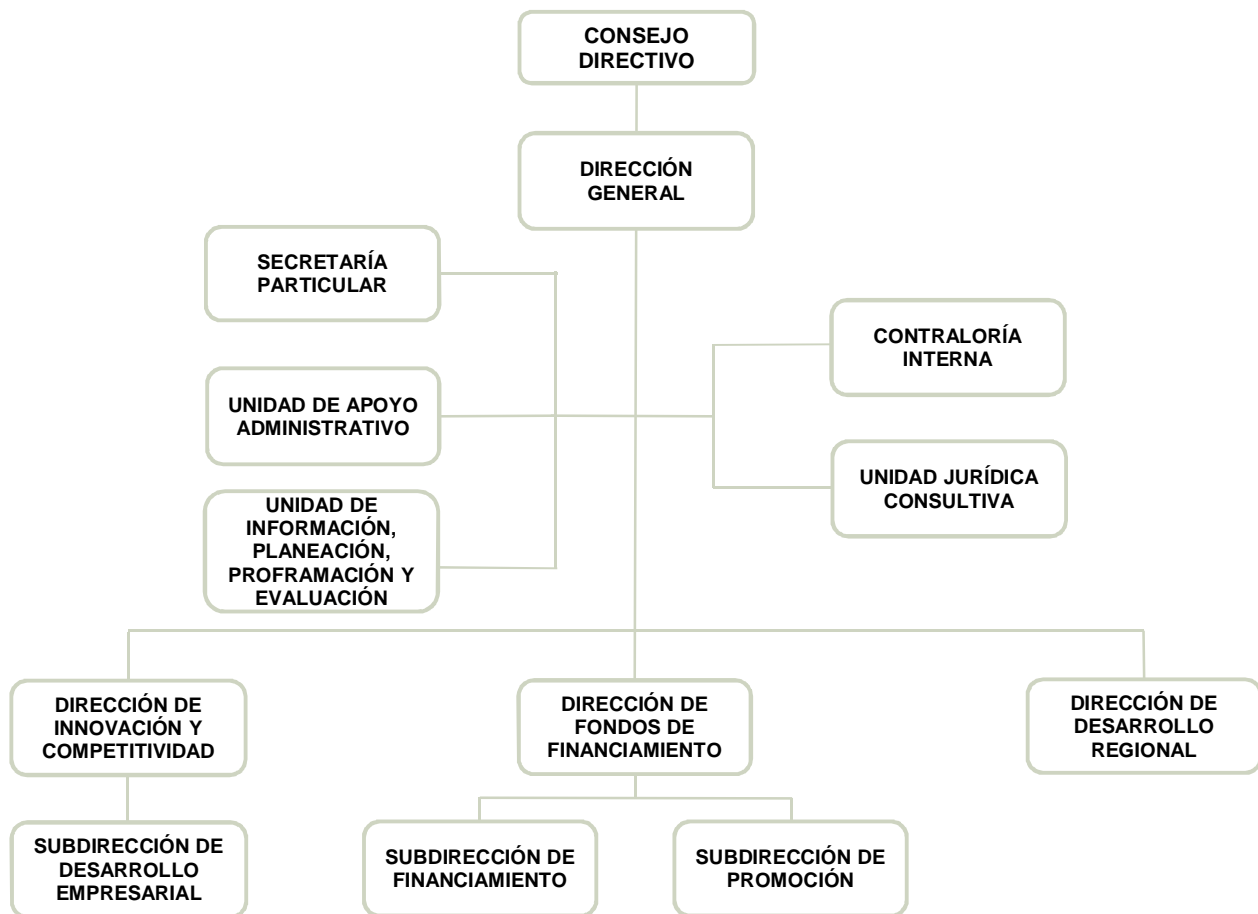 CONSEJO
DIRECTIVO
DIRECCIÓN
GENERAL
SECRETARÍA
PARTICULAR
CONTRALORÍA
INTERNA
UNIDAD DE APOYO
ADMINISTRATIVO
UNIDAD JURÍDICA
CONSULTIVA
UNIDAD DE
INFORMACIÓN,
PLANEACIÓN,
PROFRAMACIÓN Y
EVALUACIÓN
DIRECCIÓN DE
INNOVACIÓN Y
COMPETITIVIDAD
DIRECCIÓN DE
FONDOS DE
FINANCIAMIENTO
DIRECCIÓN DE
DESARROLLO
REGIONAL
SUBDIRECCIÓN DE
DESARROLLO
EMPRESARIAL
SUBDIRECCIÓN DE
FINANCIAMIENTO
SUBDIRECCIÓN DE
PROMOCIÓN